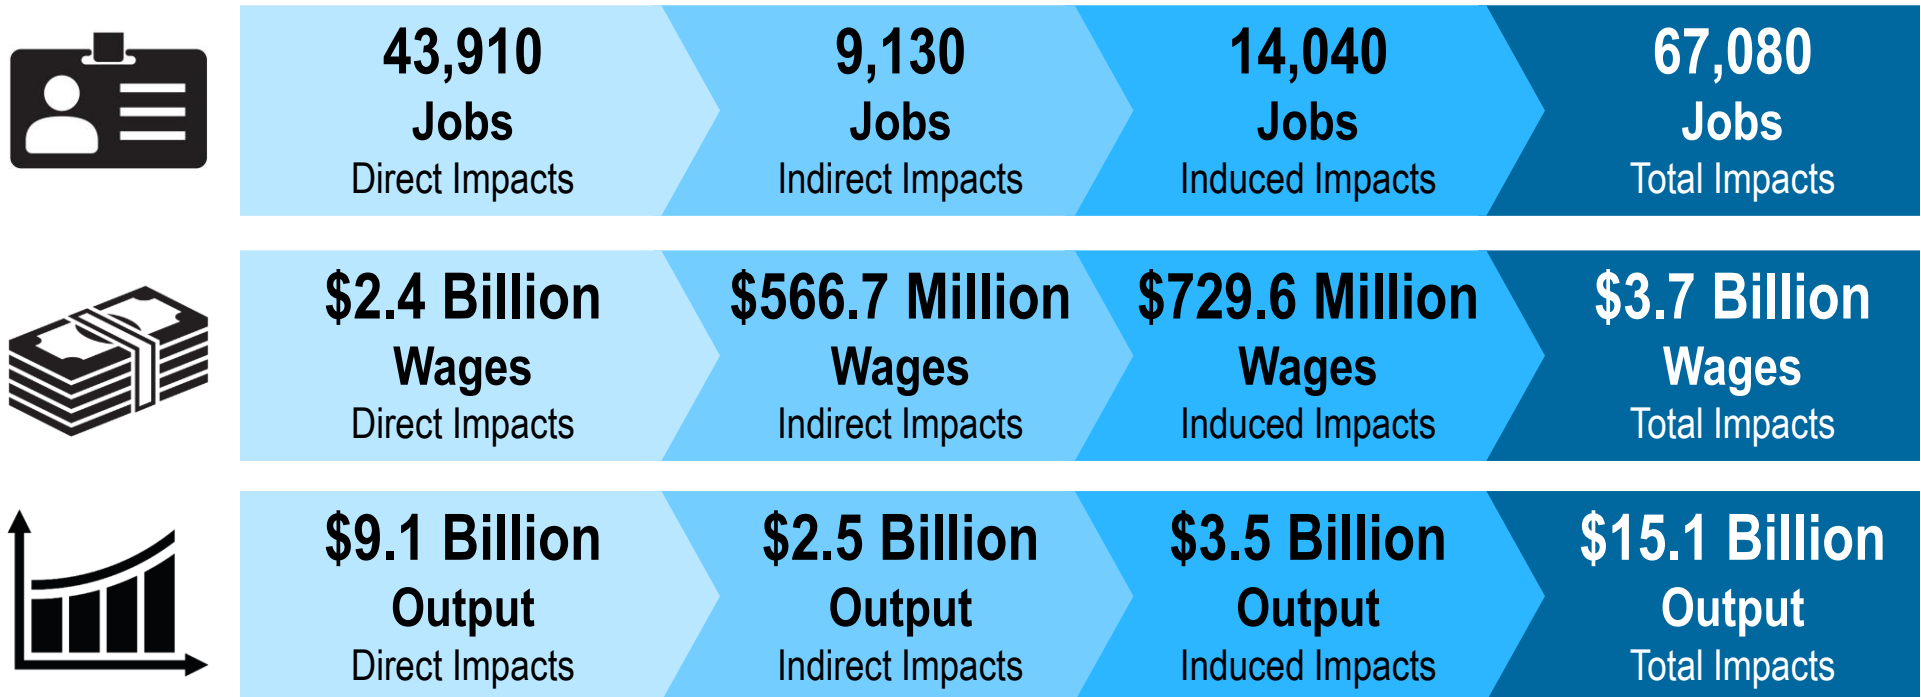 43,910
Jobs
Direct Impacts
9,130
Jobs
Indirect Impacts
14,040
Jobs
Induced Impacts
67,080
Jobs
Total Impacts
$2.4 Billion
Wages
Direct Impacts
$566.7 Million
Wages
Indirect Impacts
$729.6 Million
Wages
Induced Impacts
$3.7 Billion
Wages
Total Impacts
$9.1 Billion
Output
Direct Impacts
$2.5 Billion
Output
Indirect Impacts
$3.5 Billion
Output
Induced Impacts
$15.1 Billion
Output
Total Impacts